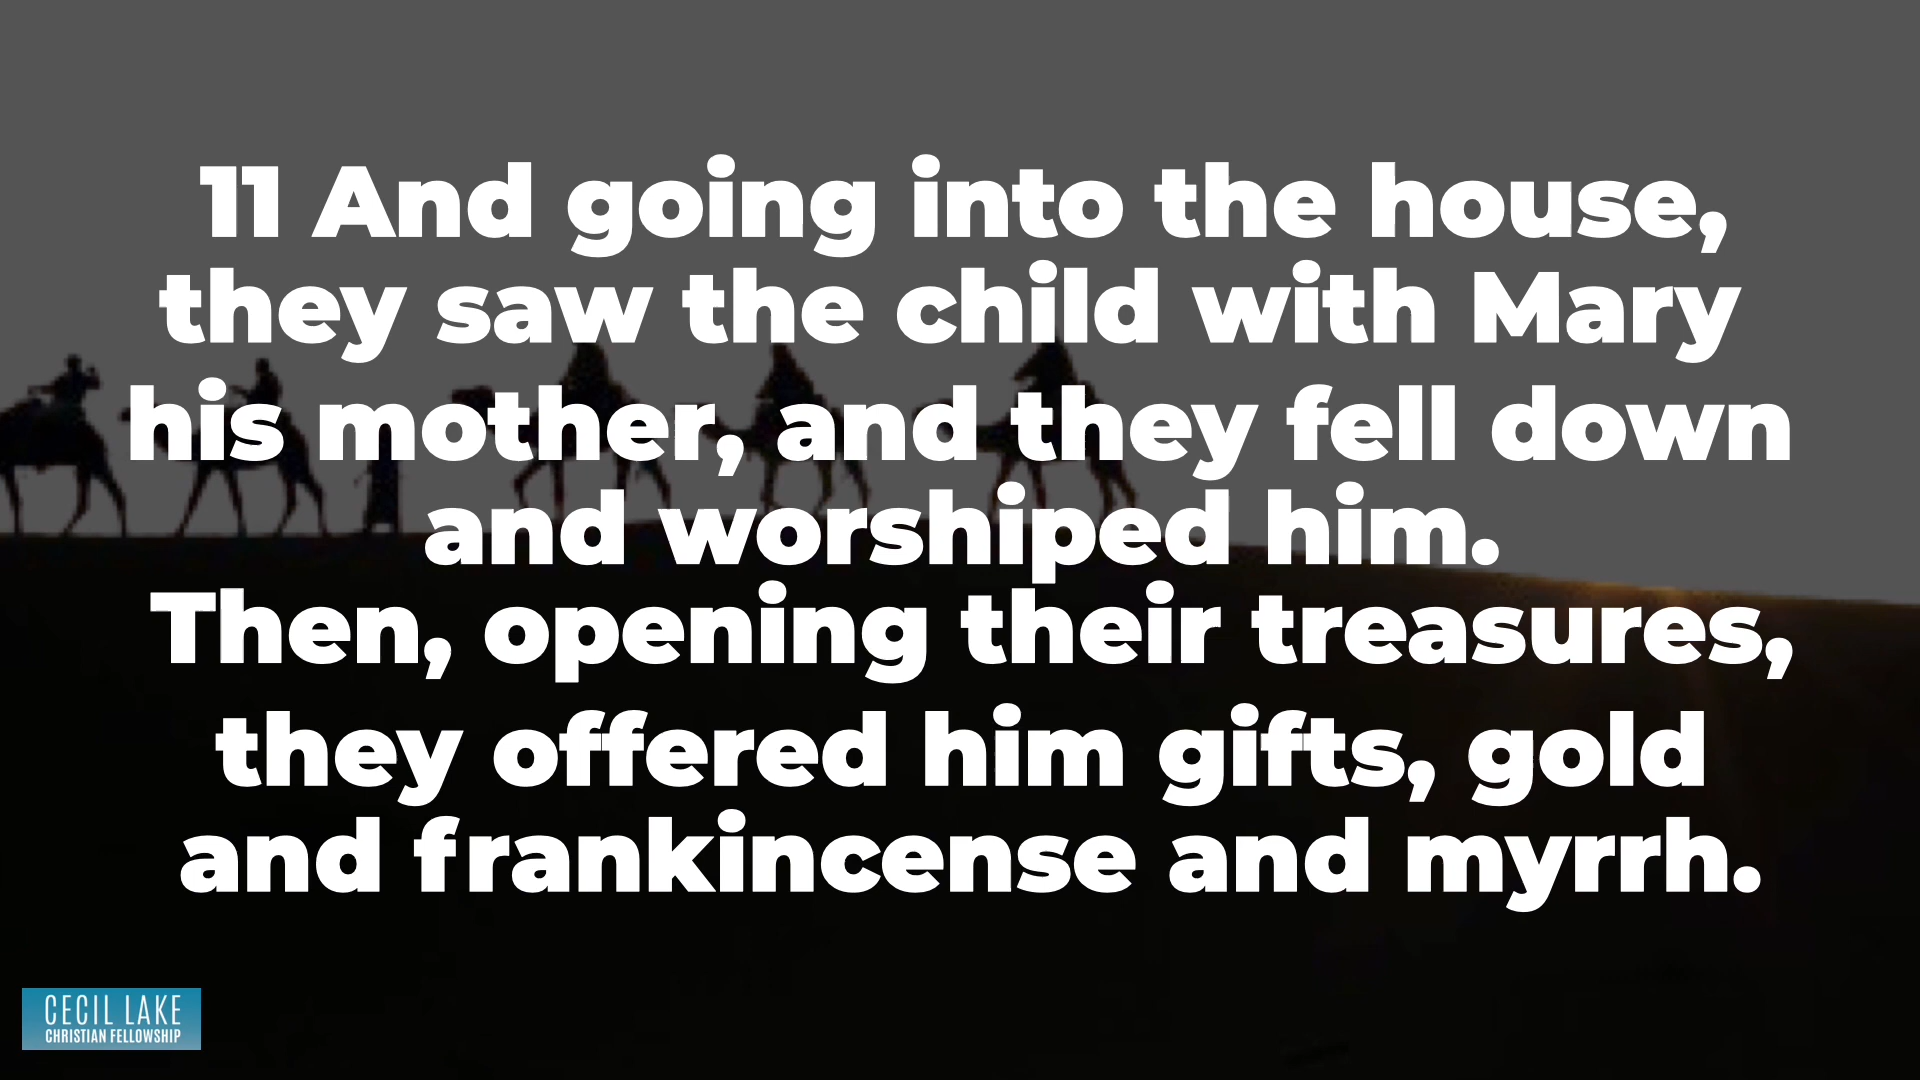 11 And going into the house,
they saw the child with Mary
his mother, and they fell down
and worshiped him.
Then, opening their treasures,
they offered him gifts, gold
and frankincense and myrrh.
CECIL LAKE
CHRISTIAN FELLOWSHIP